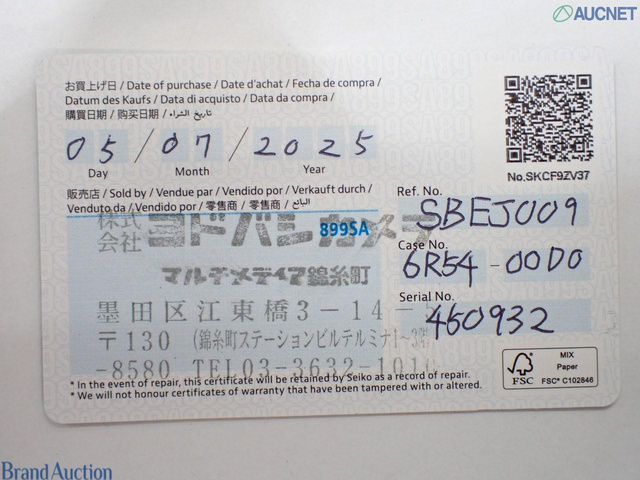 AUCNET
お買上げ日 / Date of purchase / Date d'achat / Fecha de compra /
Datum des Kaufs / Data di acquisto / Data da compra /
購買日期 / 购买日期 / تاريخ الشراء
05 / 07 / 2025
Day Month Year
No.SKCF9ZV37
販売店 / Sold by / Vendue par / Vendido por / Verkauft durch /
Venduto da / Vendido por / 零售商 / 零售商 / البائع
株式会社 ヨドバシカメラ
899SA
マルチメディア錦糸町
墨田区江東橋3-14-5
〒130 (錦糸町ステーションビルテルミナ1~3階)
-8580 TEL03-3632-1010
Ref. No.
SBEJ009
Case No.
6R54-00D0
Serial No.
460932
* In the event of repair, this certificate will be retained by Seiko as a record of repair.
* We will not honour certificates of warranty that have been tampered with or altered.
FSC
MIX
Paper
FSC® C102846
Brand Auction